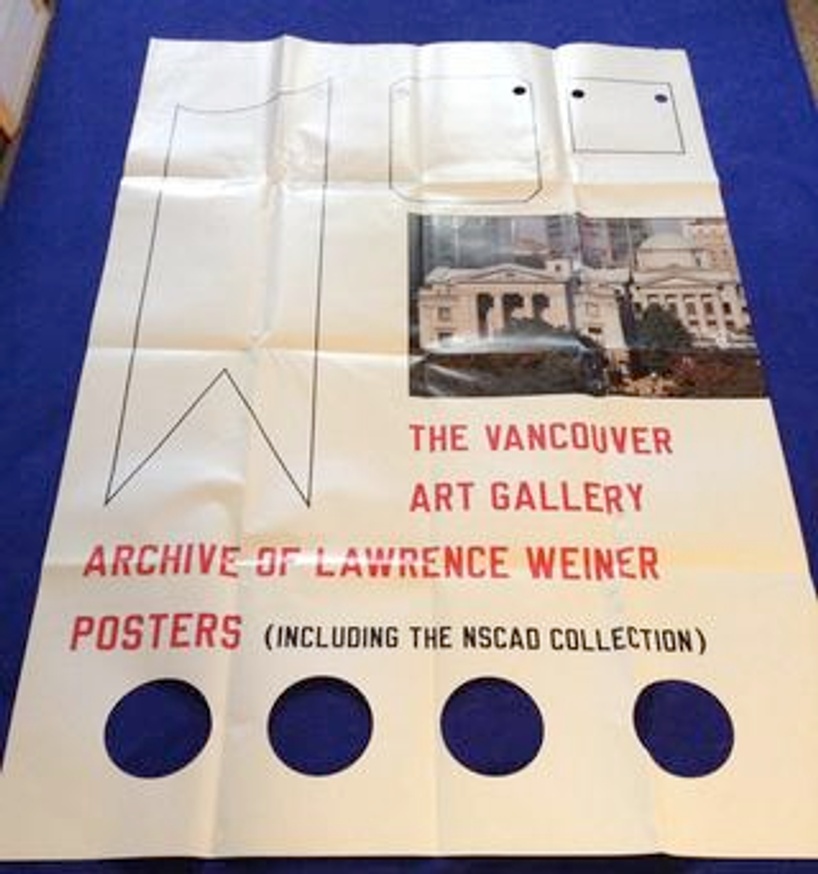 THE VANCOUVER
ART GALLERY
ARCHIVE OF LAWRENCE WEINER
POSTERS (INCLUDING THE NSCAD COLLECTION)